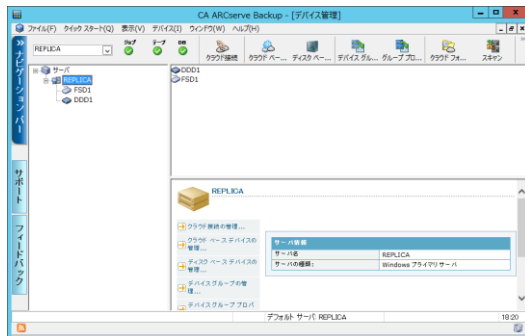 CA ARCserve Backup - [デバイス管理]
ファイル(F) クイック スタート(Q) 表示(V) デバイス(I) ウィンドウ(W) ヘルプ(H)
REPLICA
ジョブ テープ DB
クラウド接続 クラウド ベー... ディスク ベー... デバイス グル... グループ プロ... クラウド フォ... スキャン
ナビゲーション バー
サポート
フィードバック
サーバ
REPLICA
FSD1
DDD1
DDD1
FSD1
REPLICA
クラウド接続の管理...
クラウド ベース デバイスの管理...
ディスク ベース デバイスの管理...
デバイス グループの管理...
デバイス グループ プロパ
サーバ情報
サーバ名 REPLICA
サーバの種類: Windows プライマリ サーバ
デフォルト サーバ: REPLICA 18:20